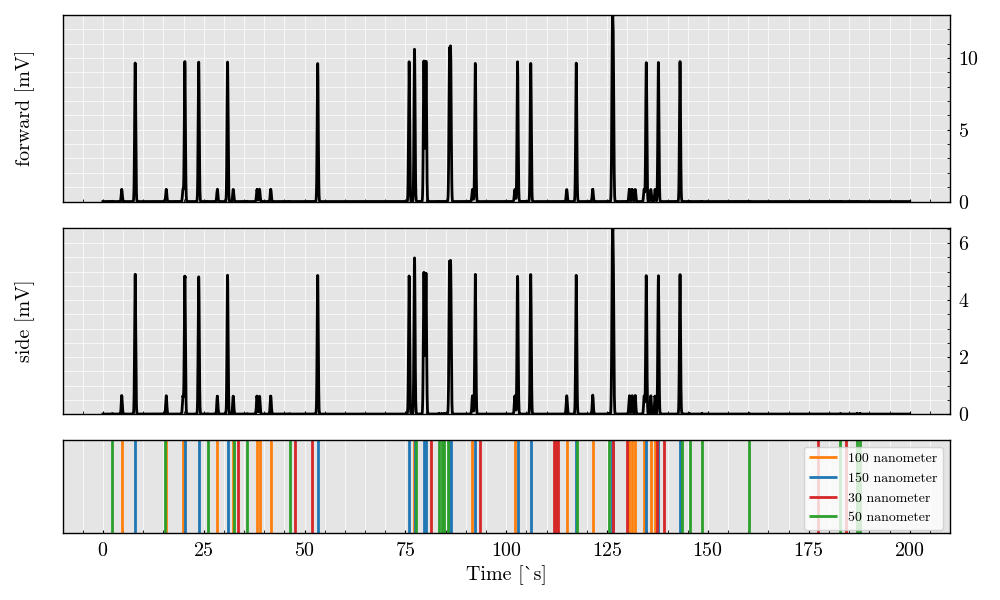 forward [mV]
10
5
0
side [mV]
6
4
2
0
100 nanometer
150 nanometer
30 nanometer
50 nanometer
0 25 50 75 100 125 150 175 200
Time [`s]